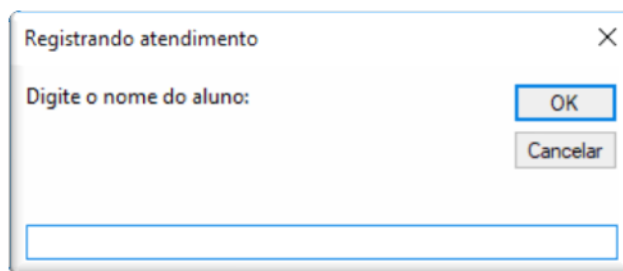 Registrando atendimento
Digite o nome do aluno:
OK
Cancelar